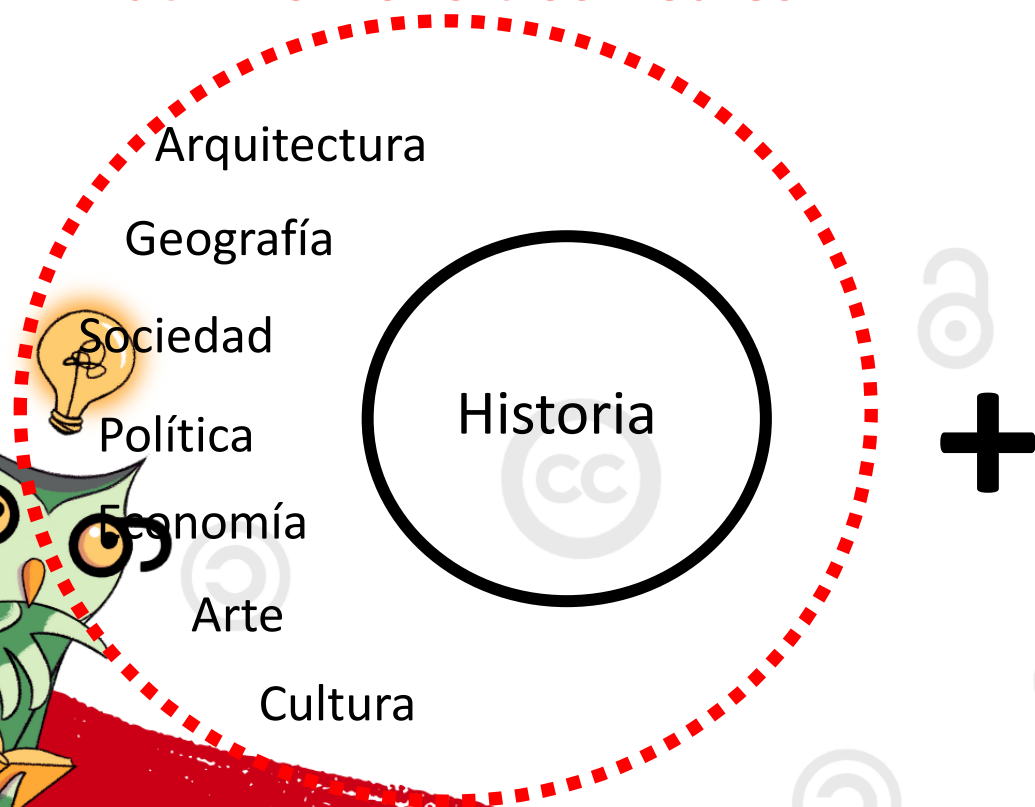 Arquitectura
Geografía
Sociedad
Historia
Política
Economía
Arte
Cultura
+